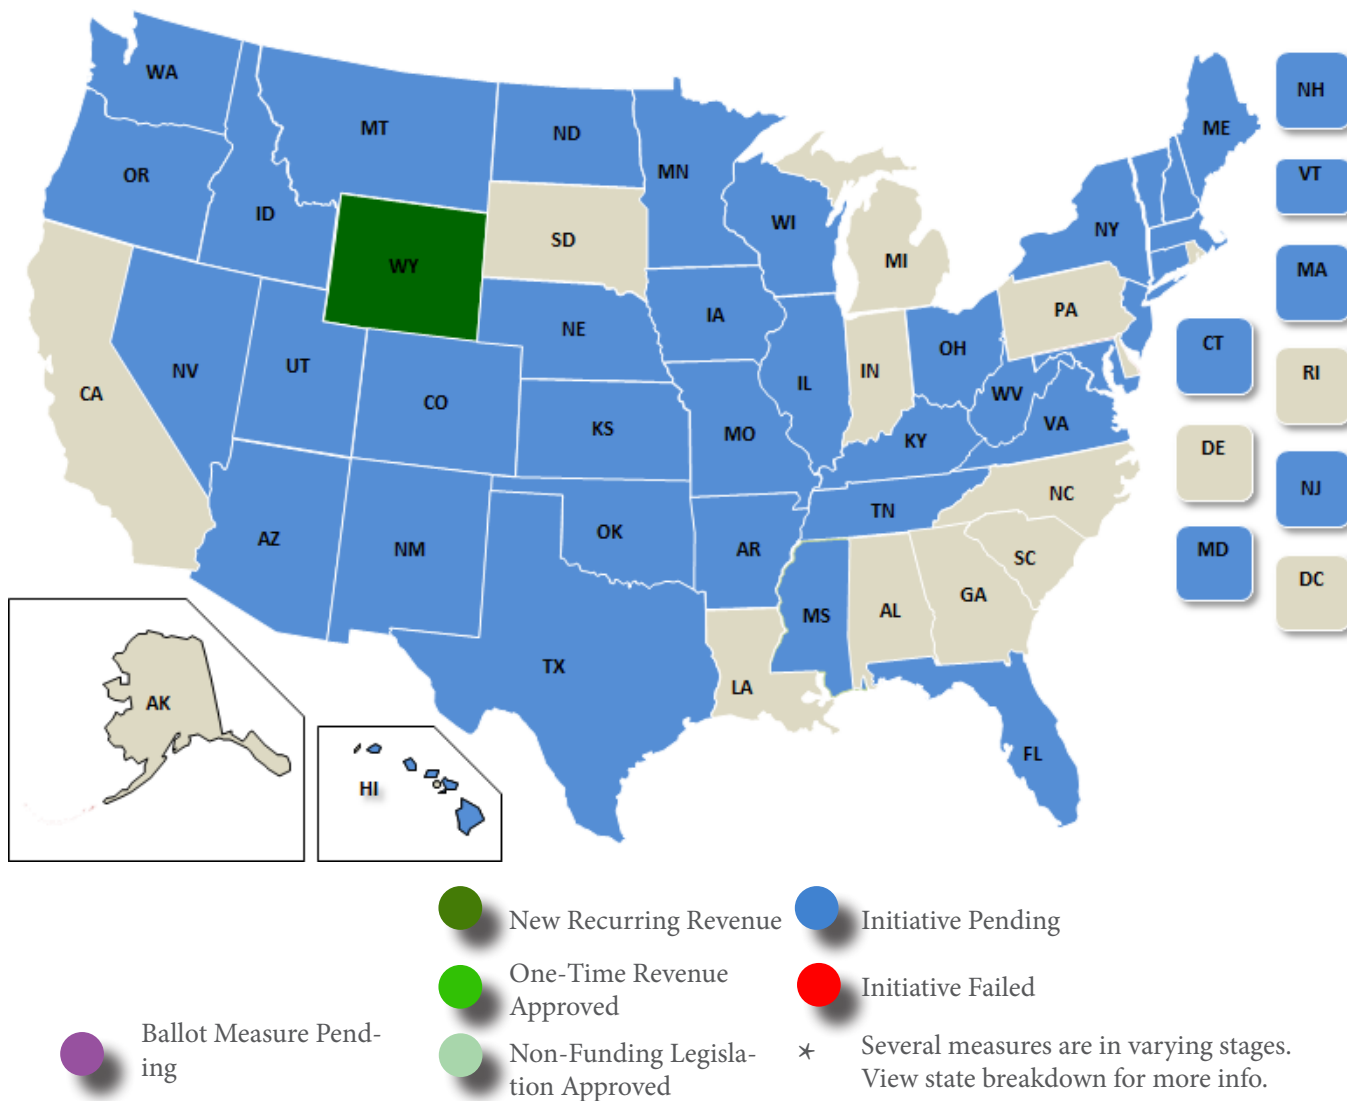 WA
MT
ND
MN
ME
NH
OR
ID
WY
SD
WI
MI
NY
VT
MA
CA
NV
UT
CO
NE
IA
IL
IN
OH
PA
WV
VA
KS
MO
KY
CT
RI
DE
NJ
AZ
NM
OK
AR
TN
NC
SC
MD
DC
TX
LA
MS
AL
GA
FL
AK
HI
New Recurring Revenue
Initiative Pending
One-Time Revenue
Approved
Initiative Failed
Ballot Measure Pend-
ing
Non-Funding Legisla-
tion Approved
* Several measures are in varying stages.
View state breakdown for more info.